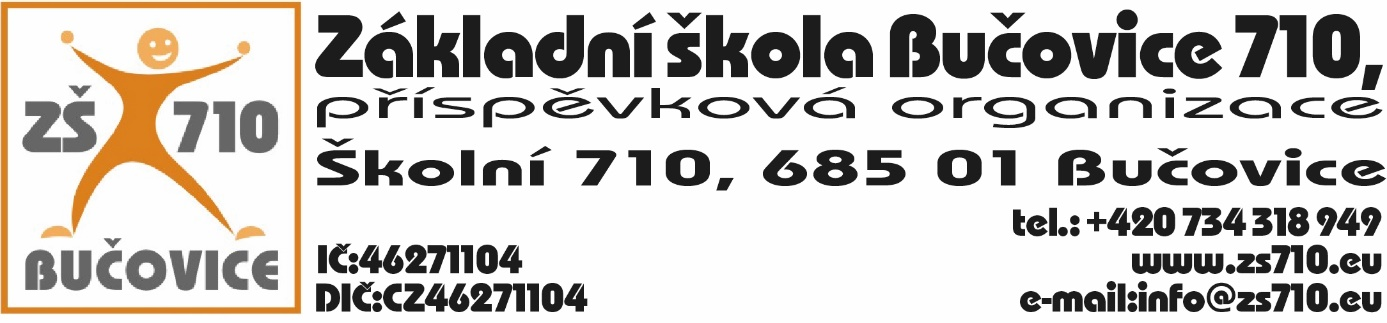 ZŠ 710
BUČOVICE
Základní škola Bučovice 710,
příspěvková organizace
Školní 710, 685 01 Bučovice
tel.: +420 734 318 949
IČ:46271104
www.zs710.eu
DIČ:CZ46271104
e-mail:info@zs710.eu